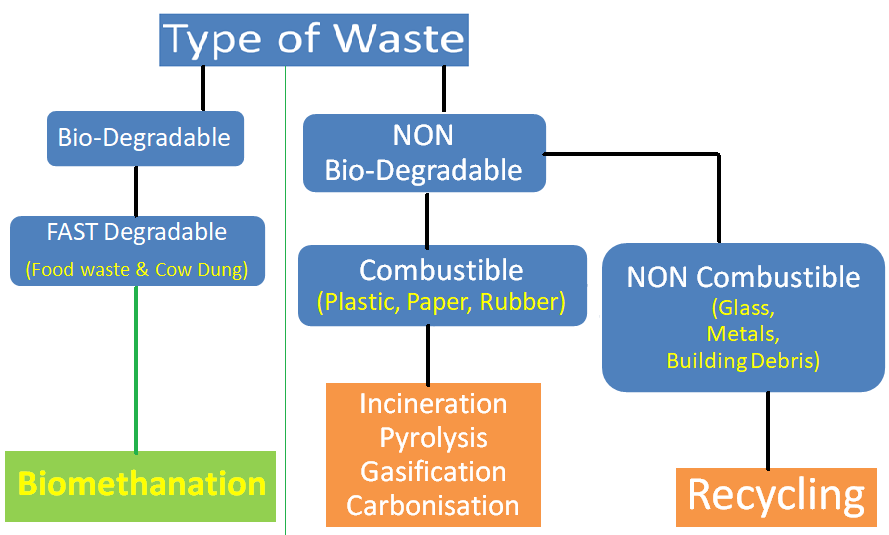 Type of Waste
Bio-Degradable
FAST Degradable
(Food waste & Cow Dung)
Biomethanation
NON
Bio-Degradable
Combustible
(Plastic, Paper, Rubber)
Incineration
Pyrolysis
Gasification
Carbonisation
NON Combustible
(Glass,
Metals,
Building Debris)
Recycling